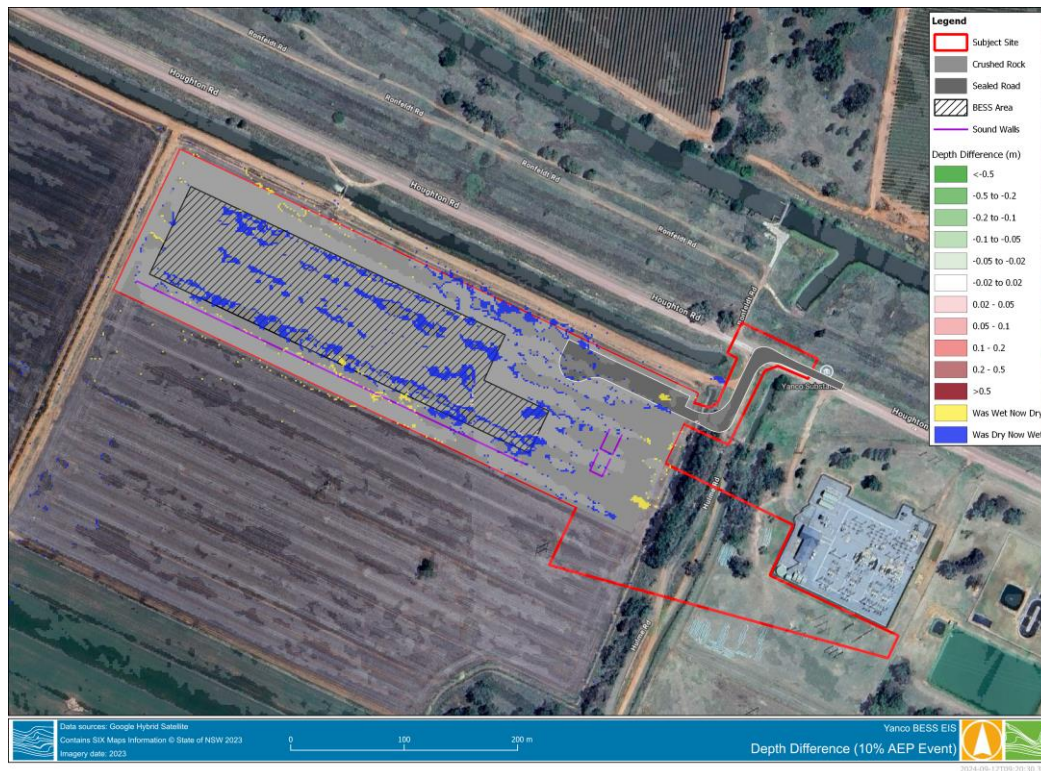 Legend
Subject Site
Crushed Rock
Sealed Road
BESS Area
Sound Walls
Depth Difference (m)
<-0.5
-0.5 to -0.2
-0.2 to -0.1
-0.1 to -0.05
-0.05 to -0.02
-0.02 to 0.02
0.02 - 0.05
0.05 - 0.1
0.1 - 0.2
0.2 - 0.5
>0.5
Was Wet Now Dry
Was Dry Now Wet
Ronfeldt Rd
Houghton Rd
Ronfeldt Rd
Ronfeldt Rd
Houghton Rd
Ronfeldt Rd
Houghton Rd
Ronfeldt Rd
Yanco Substa
Houghton Rd
Hulme Rd
Hulme Rd
Data sources: Google Hybrid Satellite
Contains SIX Maps Information © State of NSW 2023
Imagery date: 2023
0 100 200 m
Yanco BESS EIS
Depth Difference (10% AEP Event)